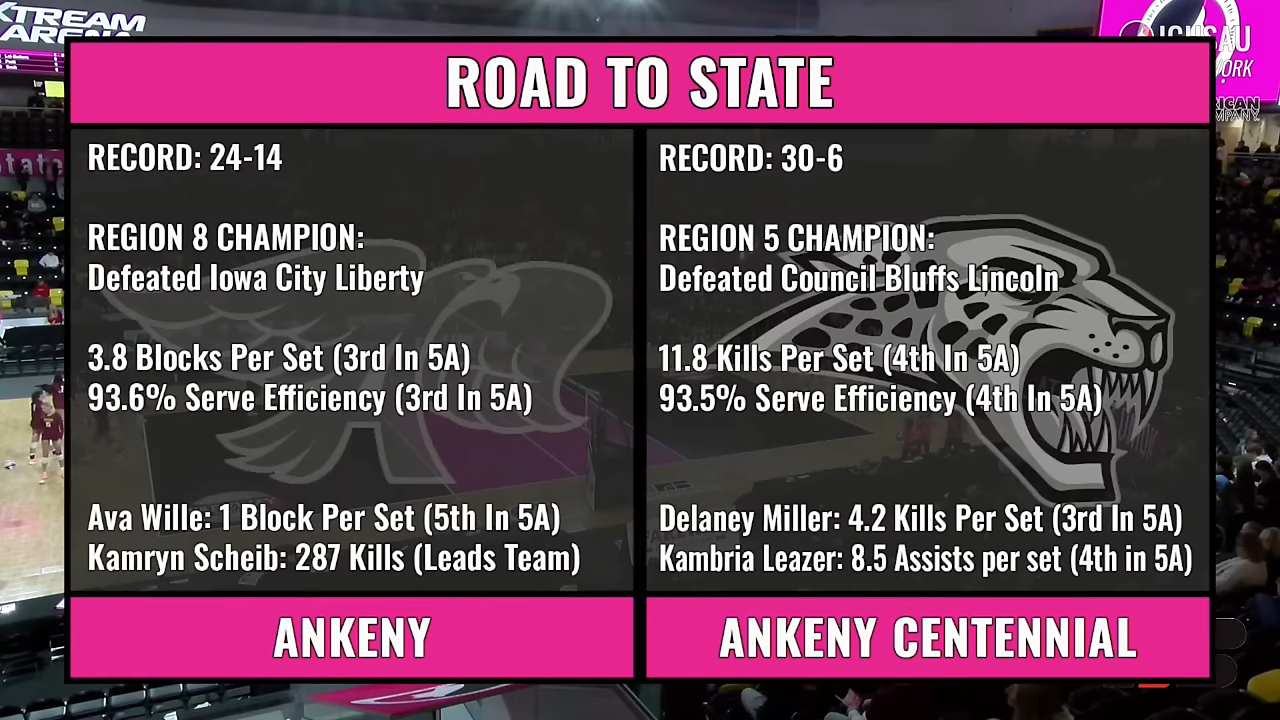 XTREAM
ARENA
ROAD TO STATE
RECORD: 24-14
REGION 8 CHAMPION:
Defeated Iowa City Liberty
3.8 Blocks Per Set (3rd In 5A)
93.6% Serve Efficiency (3rd In 5A)
Ava Wille: 1 Block Per Set (5th In 5A)
Kamryn Scheib: 287 Kills (Leads Team)
ANKENY
RECORD: 30-6
REGION 5 CHAMPION:
Defeated Council Bluffs Lincoln
11.8 Kills Per Set (4th In 5A)
93.5% Serve Efficiency (4th In 5A)
Delaney Miller: 4.2 Kills Per Set (3rd In 5A)
Kambria Leazer: 8.5 Assists per set (4th in 5A)
ANKENY CENTENNIAL